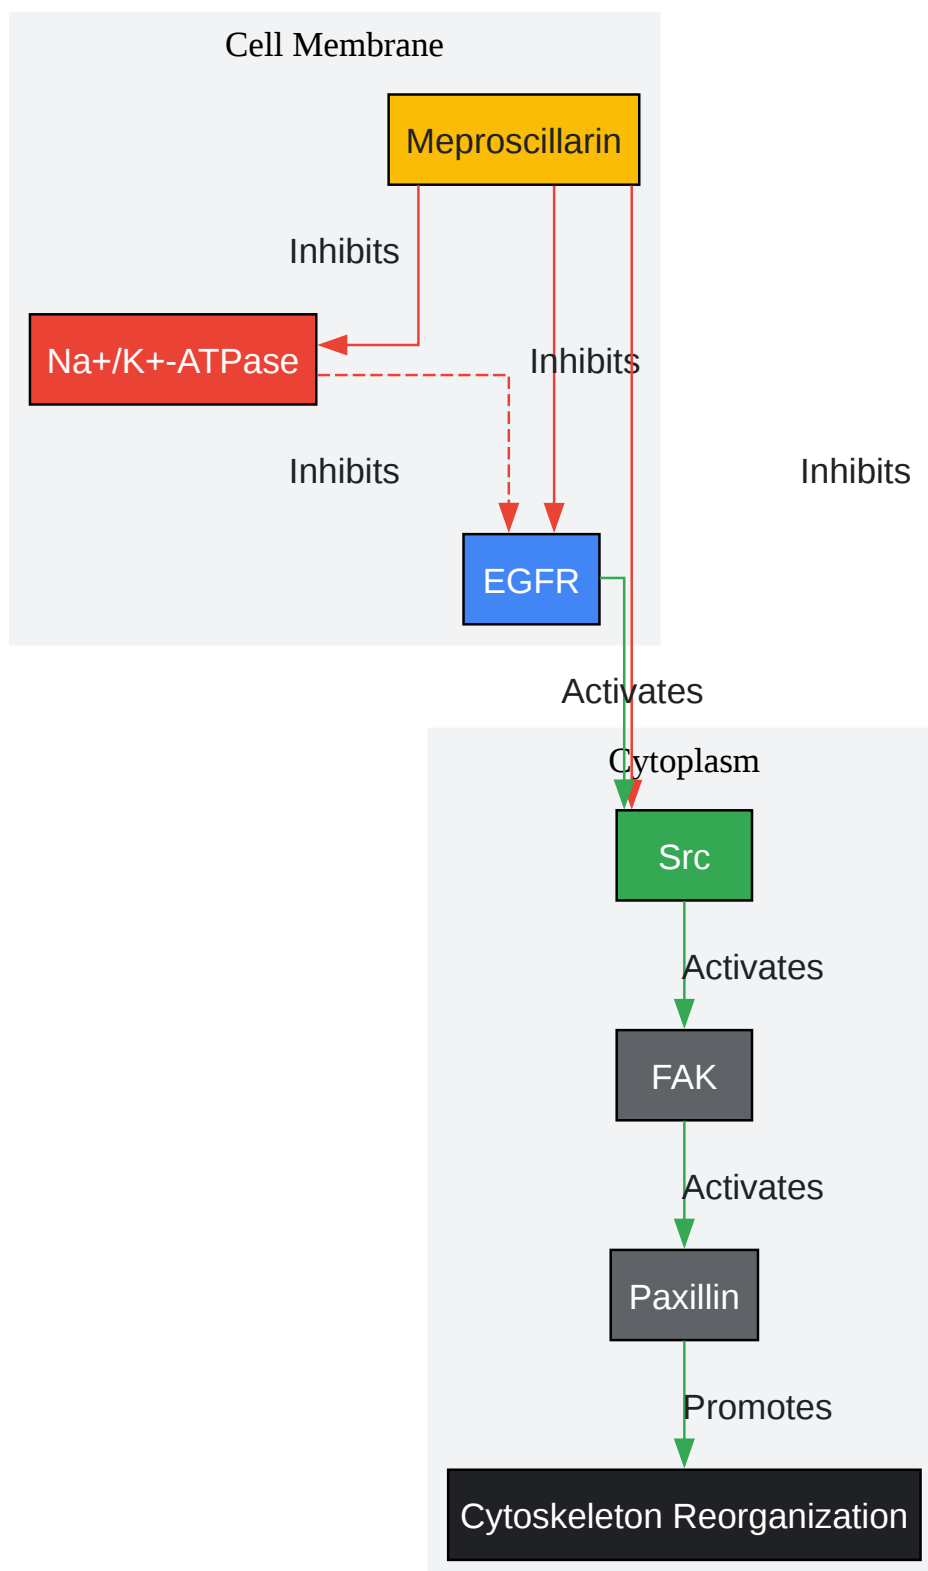 Cell Membrane
Meproscillarin
Inhibits
Na+/K+-ATPase
Inhibits
Inhibits
Inhibits
EGFR
Activates
Cytoplasm
Src
Activates
FAK
Activates
Paxillin
Promotes
Cytoskeleton Reorganization